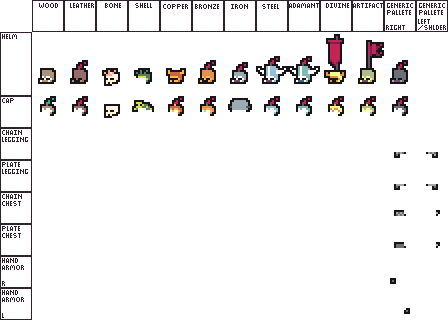 WOOD LEATHER BONE SHELL COPPER BRONZE IRON STEEL ADAMANT DIVINE ARTIFACT GENERIC GENERIC
PALLETE PALLETE
RIGHT LEFT
/SHLDER
HELM
CAP
CHAIN
LEGGING
PLATE
LEGGING
CHAIN
CHEST
PLATE
CHEST
HAND
ARMOR
R
HAND
ARMOR
L